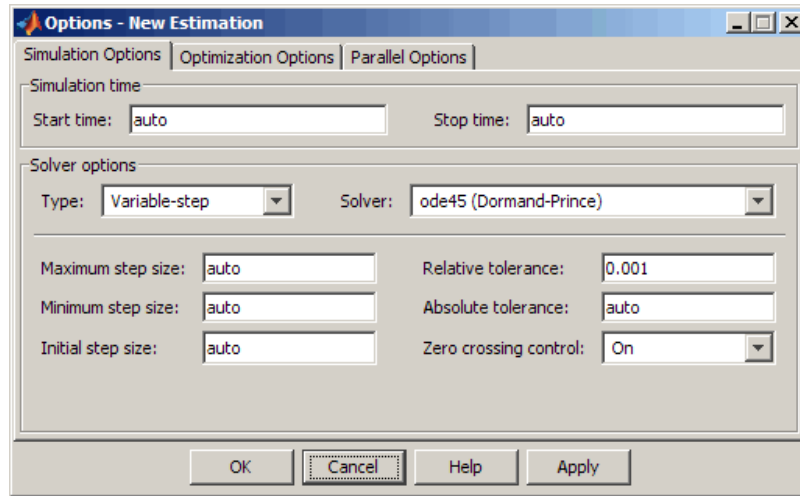 Options - New Estimation
Simulation Options Optimization Options Parallel Options
Simulation time
Start time: auto Stop time: auto
Solver options
Type: Variable-step Solver: ode45 (Dormand-Prince)
Maximum step size: auto Relative tolerance: 0.001
Minimum step size: auto Absolute tolerance: auto
Initial step size: auto Zero crossing control: On
OK Cancel Help Apply